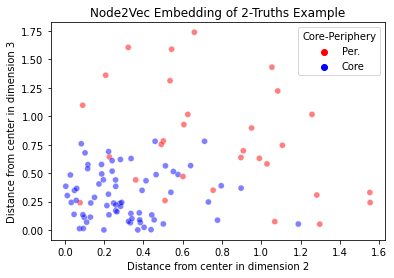 Node2Vec Embedding of 2-Truths Example
Core-Periphery
Per.
Core
Distance from center in dimension 3
1.75
1.50
1.25
1.00
0.75
0.50
0.25
0.00
0.0 0.2 0.4 0.6 0.8 1.0 1.2 1.4 1.6
Distance from center in dimension 2